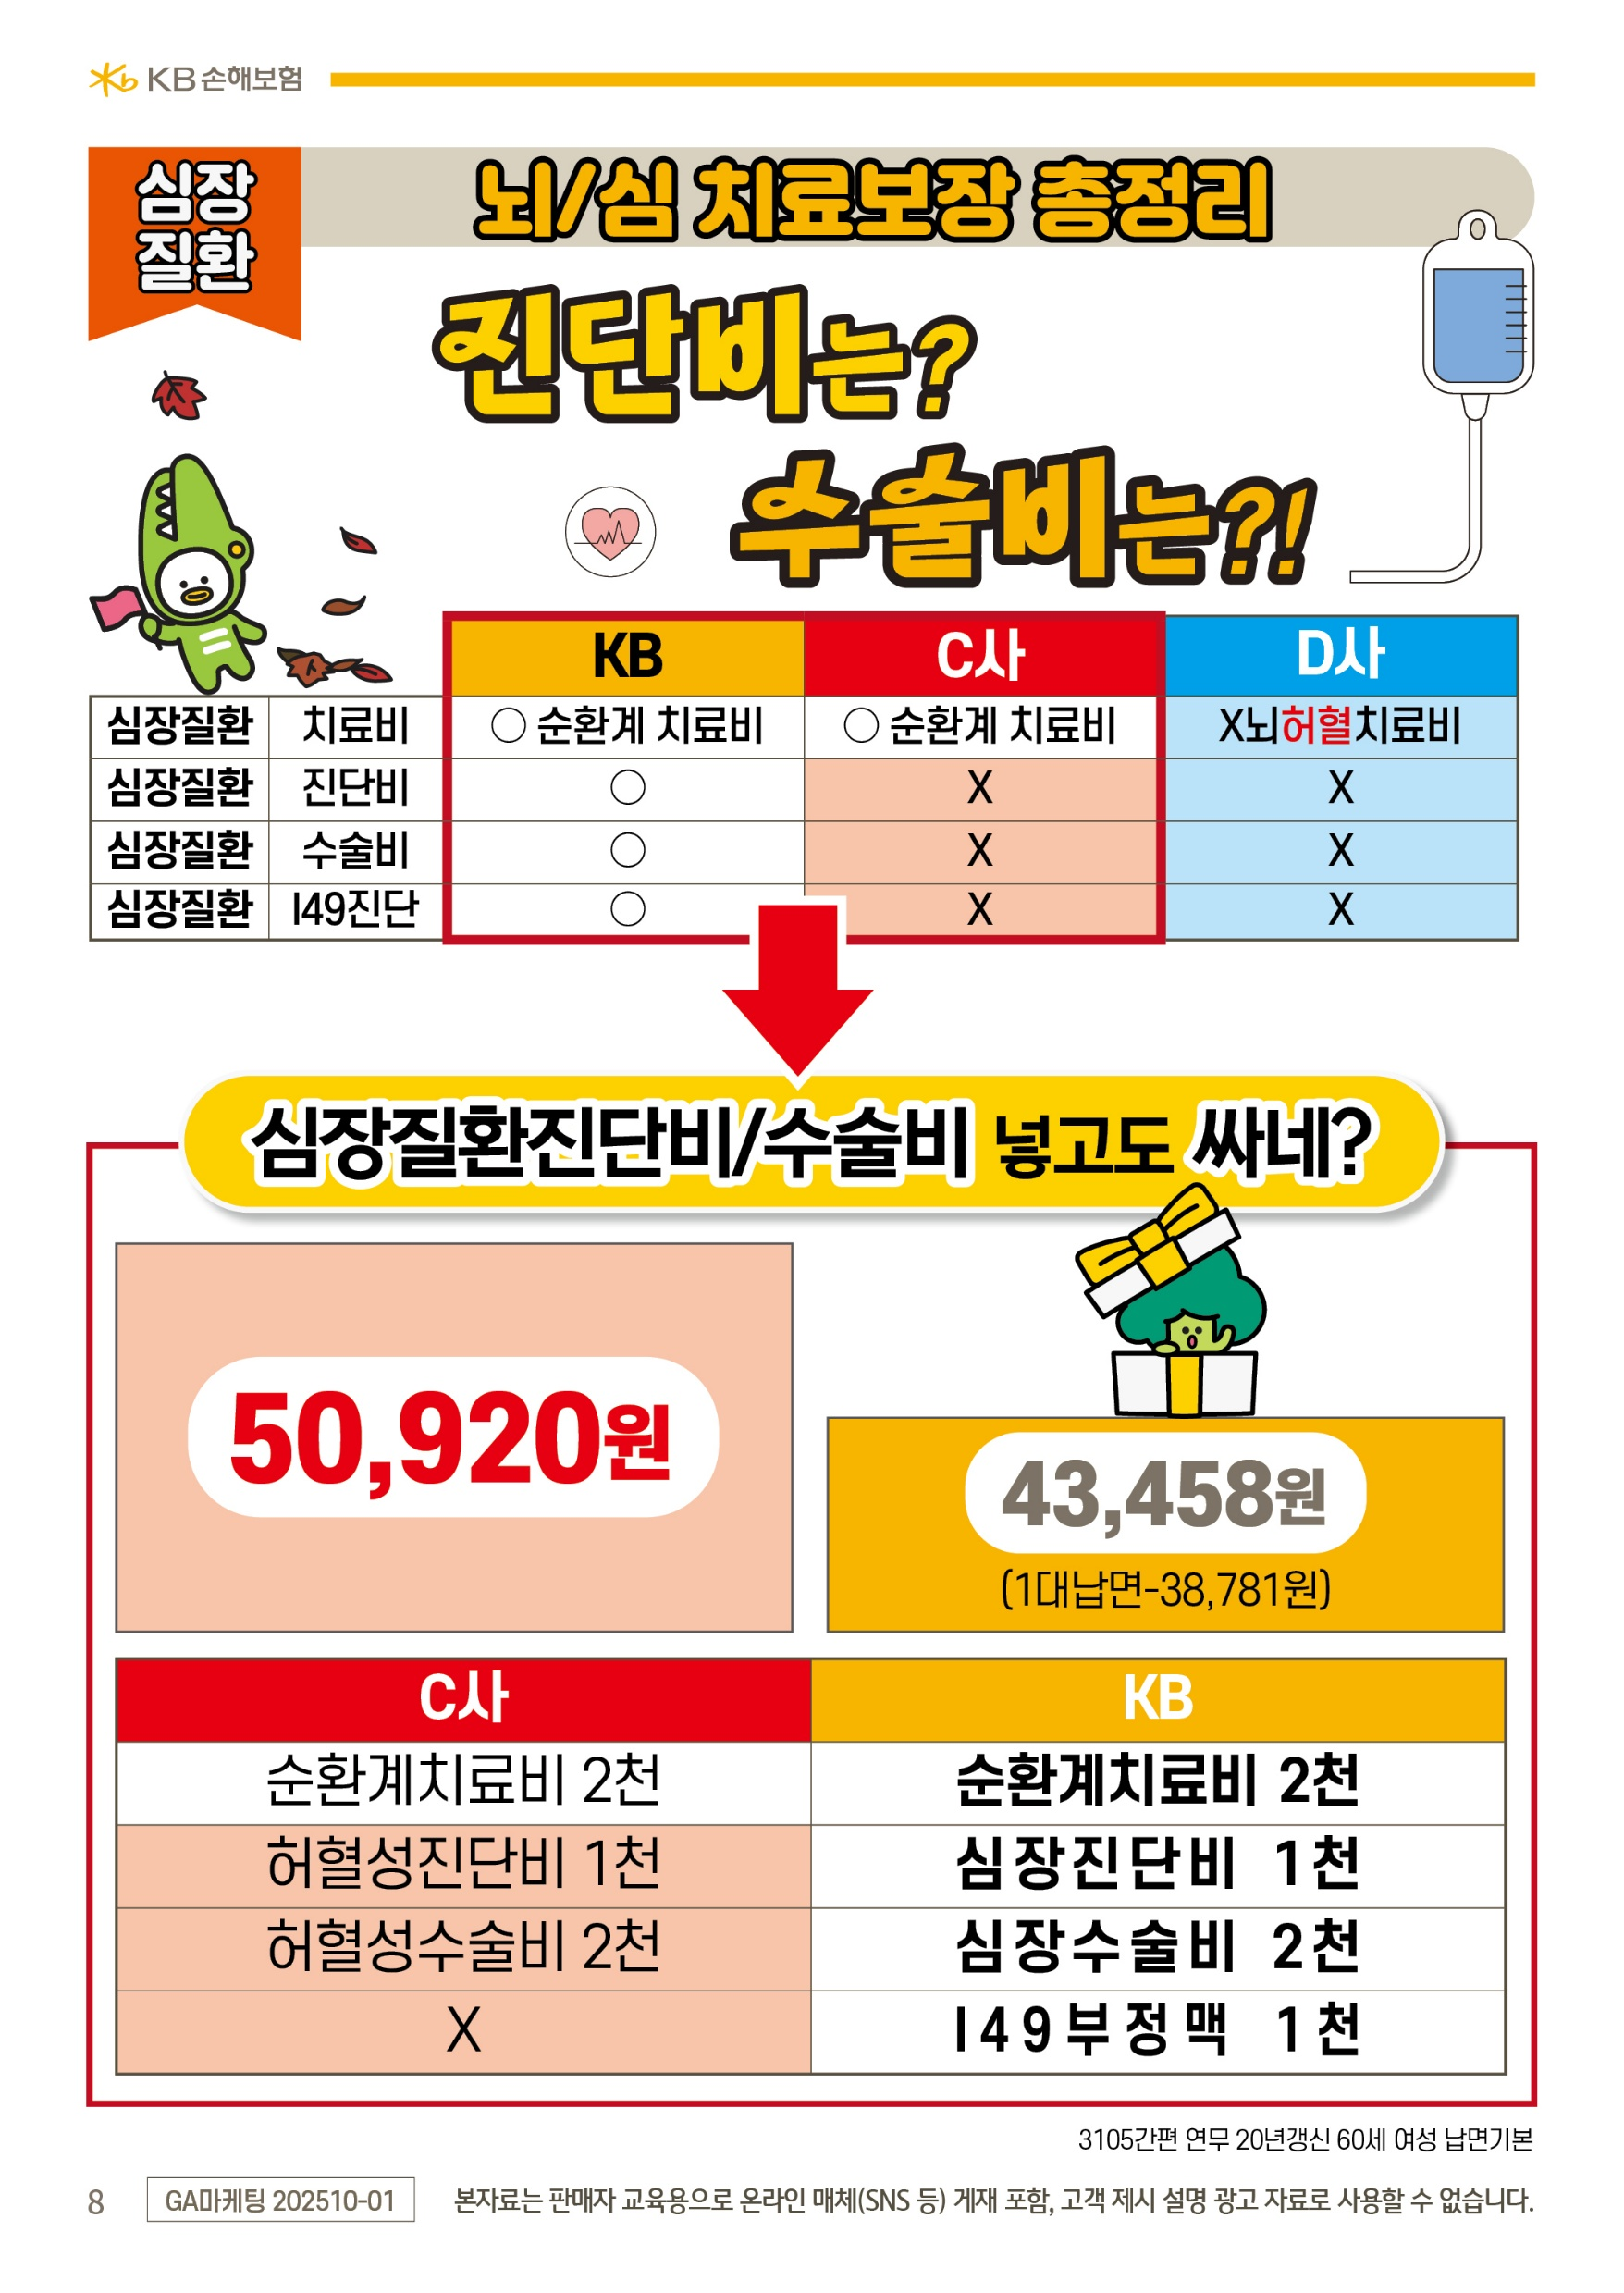 KB손해보험
심장
질환
뇌/심 치료보장 총정리
진단비는?
수술비는?!
KB C사 D사
심장질환 치료비 ○ 순환계 치료비 ○ 순환계 치료비 X뇌허혈치료비
심장질환 진단비 ○ X X
심장질환 수술비 ○ X X
심장질환 I49진단 ○ X X
심장질환진단비/수술비 넣고도 싸네?
50,920원
43,458원
(1대납면-38,781원)
C사 KB
순환계치료비 2천 순환계치료비 2천
허혈성진단비 1천 심장진단비 1천
허혈성수술비 2천 심장수술비 2천
X I49부정맥 1천
3105간편 연무 20년갱신 60세 여성 납면기본
8 GA마케팅 202510-01 본자료는 판매자 교육용으로 온라인 매체(SNS 등) 게재 포함, 고객 제시 설명 광고 자료로 사용할 수 없습니다.